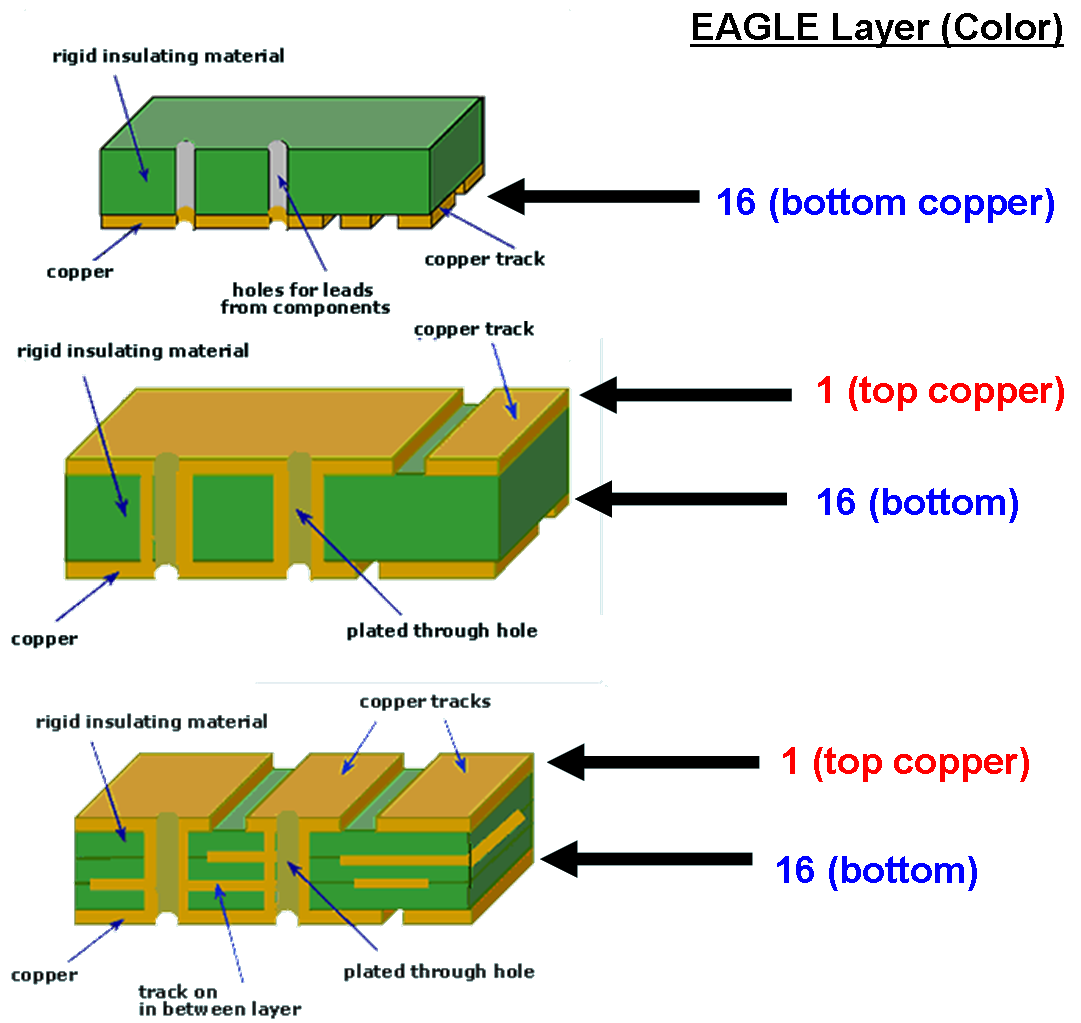 EAGLE Layer (Color)
rigid insulating material
16 (bottom copper)
copper track
copper
holes for leads
from components
copper track
rigid insulating material
1 (top copper)
16 (bottom)
plated through hole
copper
copper tracks
rigid insulating material
1 (top copper)
16 (bottom)
copper
plated through hole
track on
in between layer